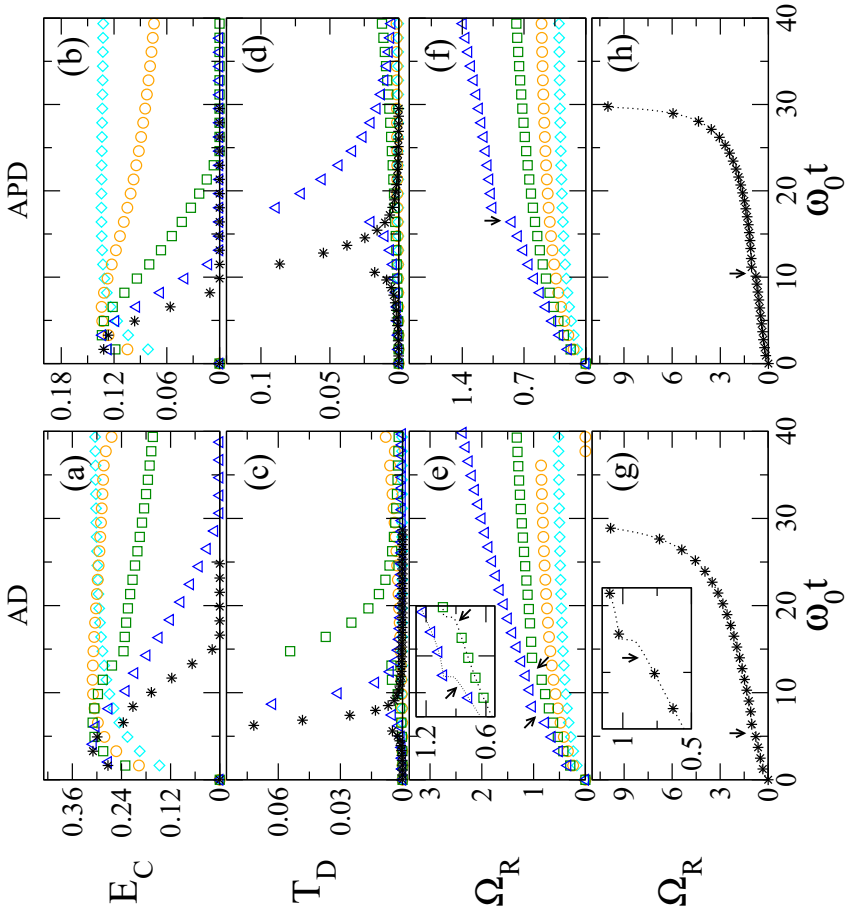 AD APD
E_C
0.36
0.24
0.12
0
(a)
0.18
0.12
0.06
0
(b)
T_D
0.06
0.03
0
(c)
0.1
0.05
0
(d)
Ω_R
3
2
1
0
1.2
0.6
(e)
1.4
0.7
0
(f)
Ω_R
9
6
3
0
1
0.5
(g)
9
6
3
0
(h)
0 10 20 30 40
0 10 20 30 40
ω_0 t
ω_0 t